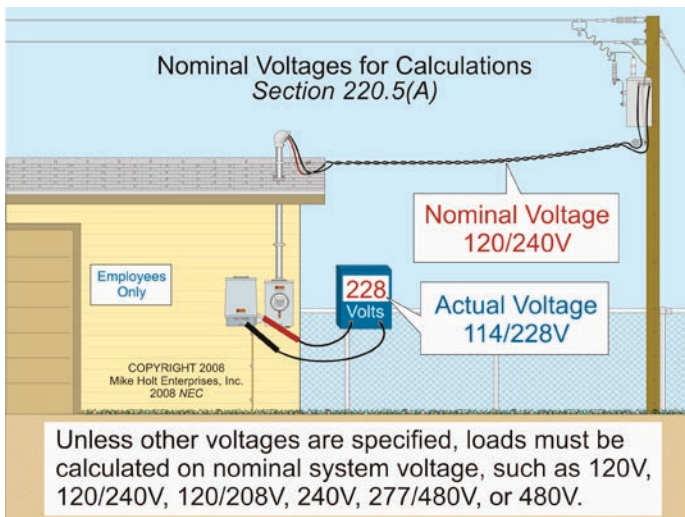 Nominal Voltages for Calculations
Section 220.5(A)
Nominal Voltage
120/240V
Employees
Only
228
Volts
Actual Voltage
114/228V
COPYRIGHT 2008
Mike Holt Enterprises, Inc.
2008 NEC
Unless other voltages are specified, loads must be
calculated on nominal system voltage, such as 120V,
120/240V, 120/208V, 240V, 277/480V, or 480V.